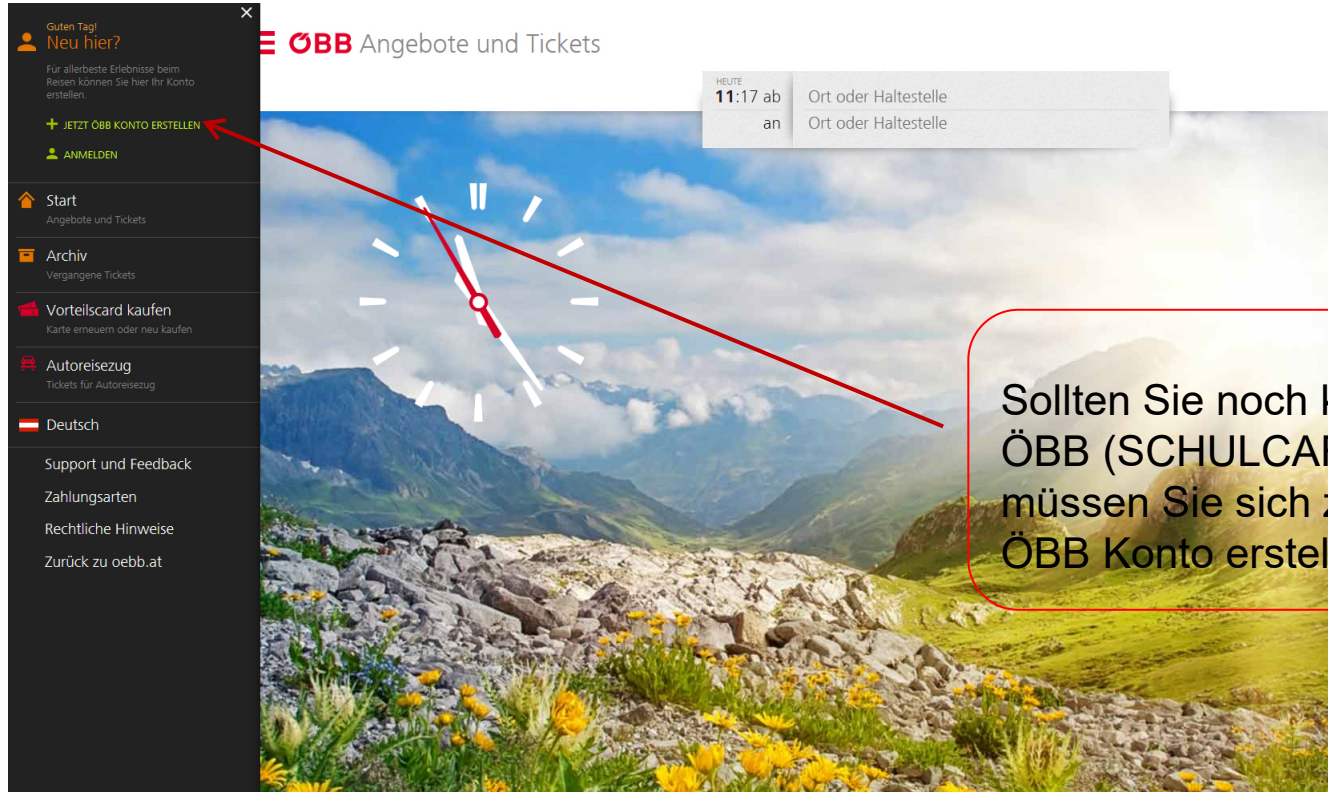 Guten Tag!
Neu hier?
Für allerbeste Erlebnisse beim
Reisen können Sie hier Ihr Konto
erstellen.
JETZT ÖBB KONTO ERSTELLEN
ANMELDEN
Start
Angebote und Tickets
Archiv
Vergangene Tickets
Vorteilscard kaufen
Karte erneuern oder neu kaufen
Autoreisezug
Tickets für Autoreisezug
Deutsch
Support und Feedback
Zahlungsarten
Rechtliche Hinweise
Zurück zu oebb.at
ÖBB Angebote und Tickets
HEUTE
11:17 ab Ort oder Haltestelle
an Ort oder Haltestelle
Sollten Sie noch
ÖBB (SCHULCA
müssen Sie sich
ÖBB Konto erstel